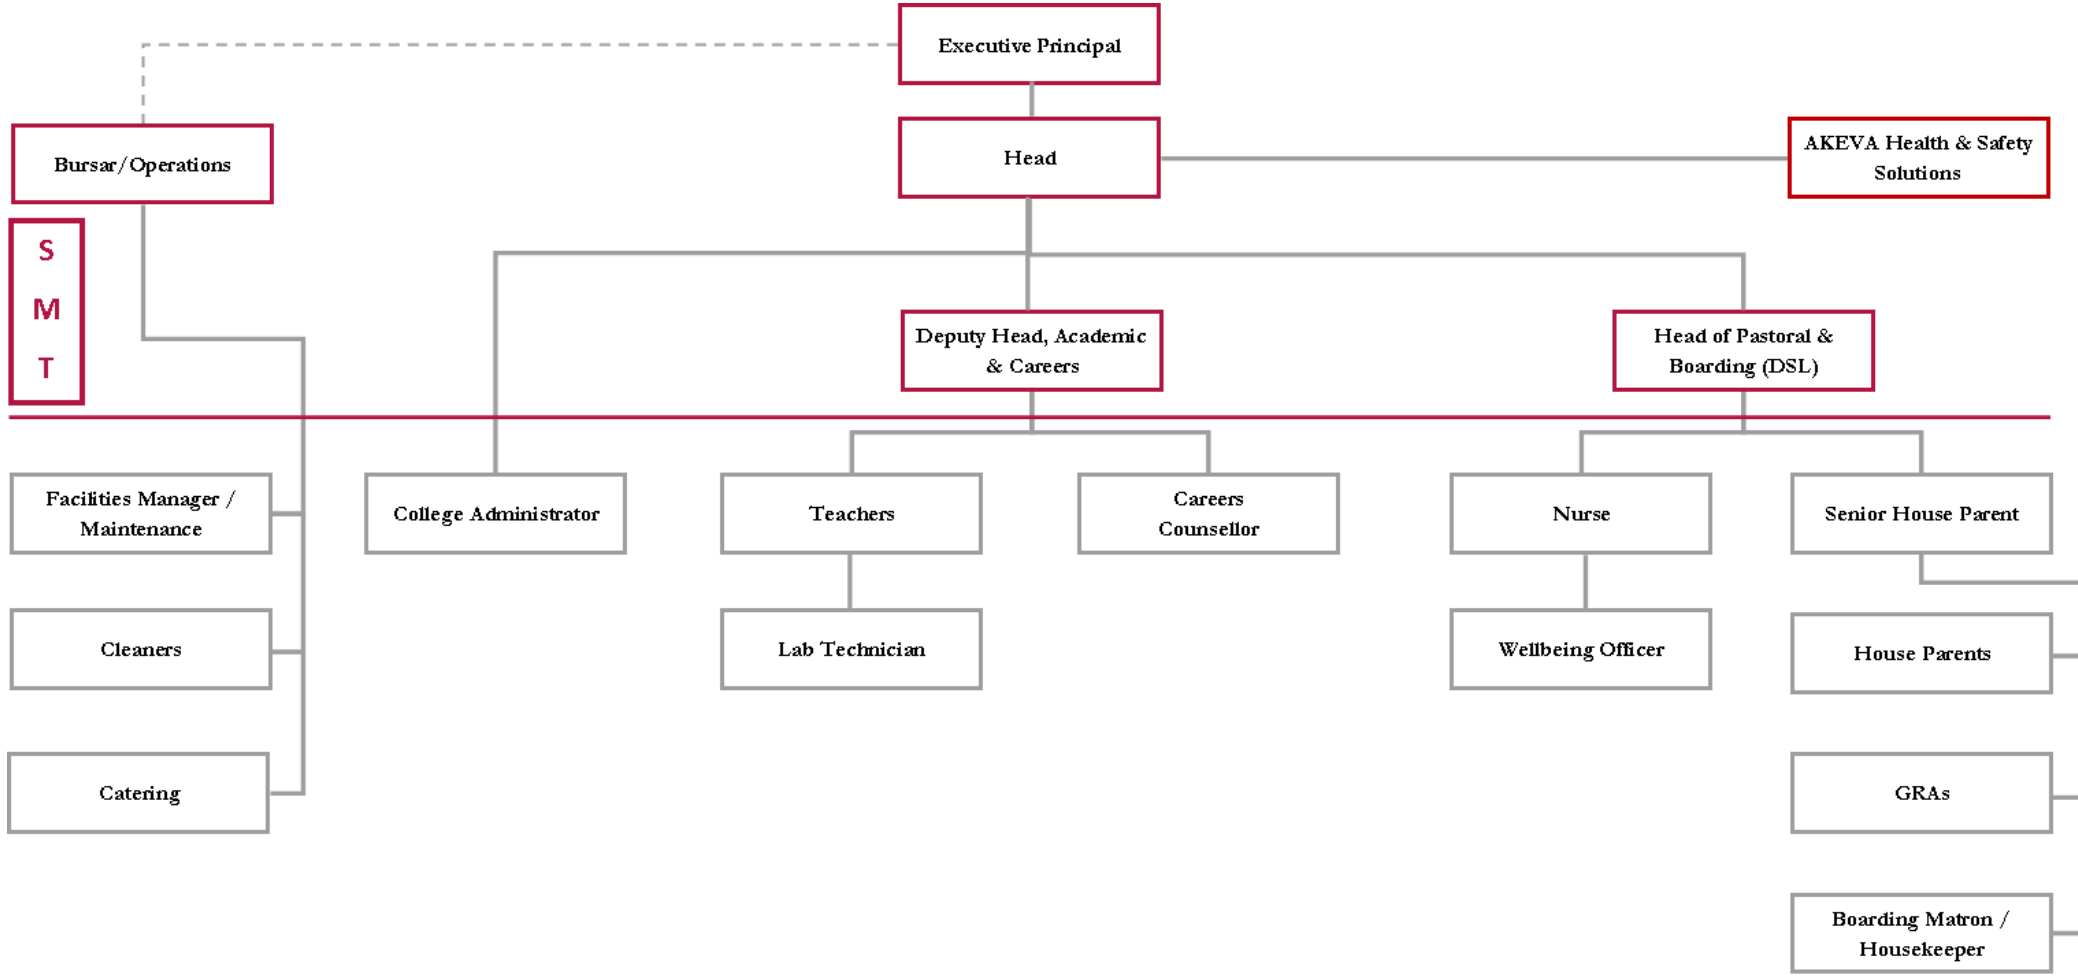 Executive Principal
Bursar/Operations
Head
AKEVA Health & Safety
Solutions
S
M
T
Deputy Head, Academic
& Careers
Head of Pastoral &
Boarding (DSL)
Facilities Manager /
Maintenance
College Administrator
Teachers
Careers
Counsellor
Nurse
Senior House Parent
Cleaners
Lab Technician
Wellbeing Officer
House Parents
Catering
GRAs
Boarding Matron /
Housekeeper